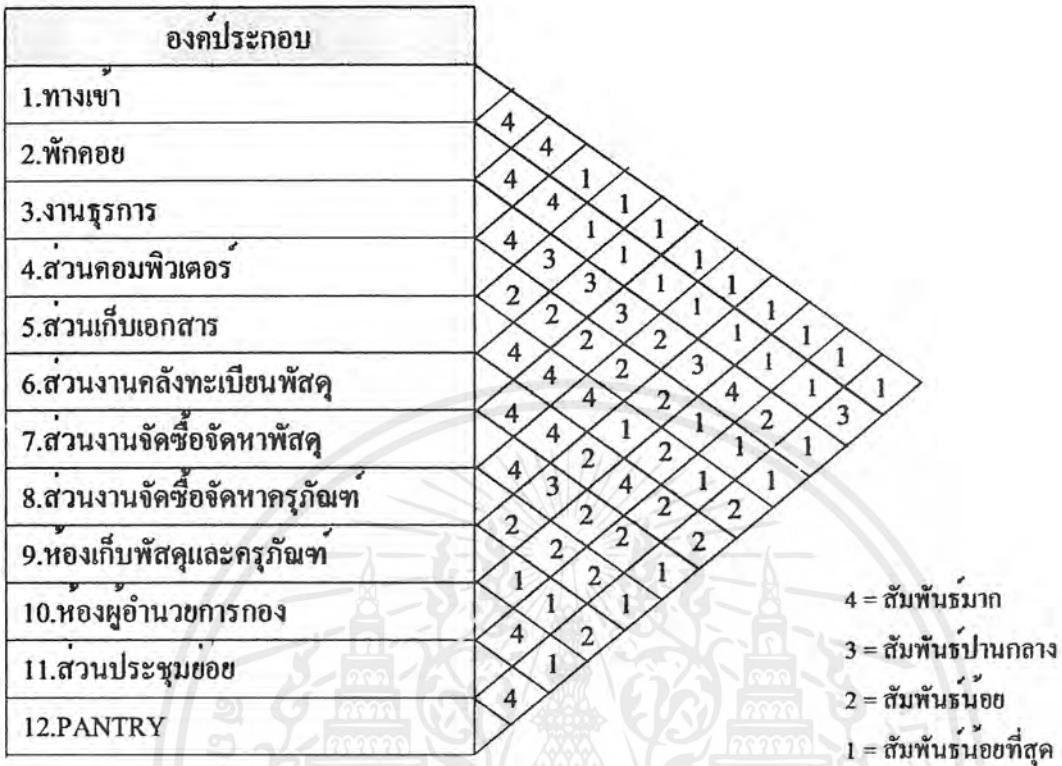 องค์ประกอบ
1.ทางเข้า
2.พักคอย
3.งานธุรการ
4.ส่วนคอมพิวเตอร์
5.ส่วนเก็บเอกสาร
6.ส่วนงานคลังทะเบียนพัสดุ
7.ส่วนงานจัดซื้อจัดหาพัสดุ
8.ส่วนงานจัดซื้อจัดหาครุภัณฑ์
9.ห้องเก็บพัสดุและครุภัณฑ์
10.ห้องผู้อำนวยการกอง
11.ส่วนประชุมย่อย
12.PANTRY
4 4 1 1 1 1 1 1 1 1 1
4 4 1 1 1 1 1 1 1 3
4 3 3 3 2 3 4 2 1
2 2 2 2 2 1 1 1
4 4 4 1 2 1 2
4 4 2 4 2 2
4 3 2 2 1
2 2 2 1
1 1 2
4 1
4
4 = สัมพันธ์มาก
3 = สัมพันธ์ปานกลาง
2 = สัมพันธ์น้อย
1 = สัมพันธ์น้อยที่สุด